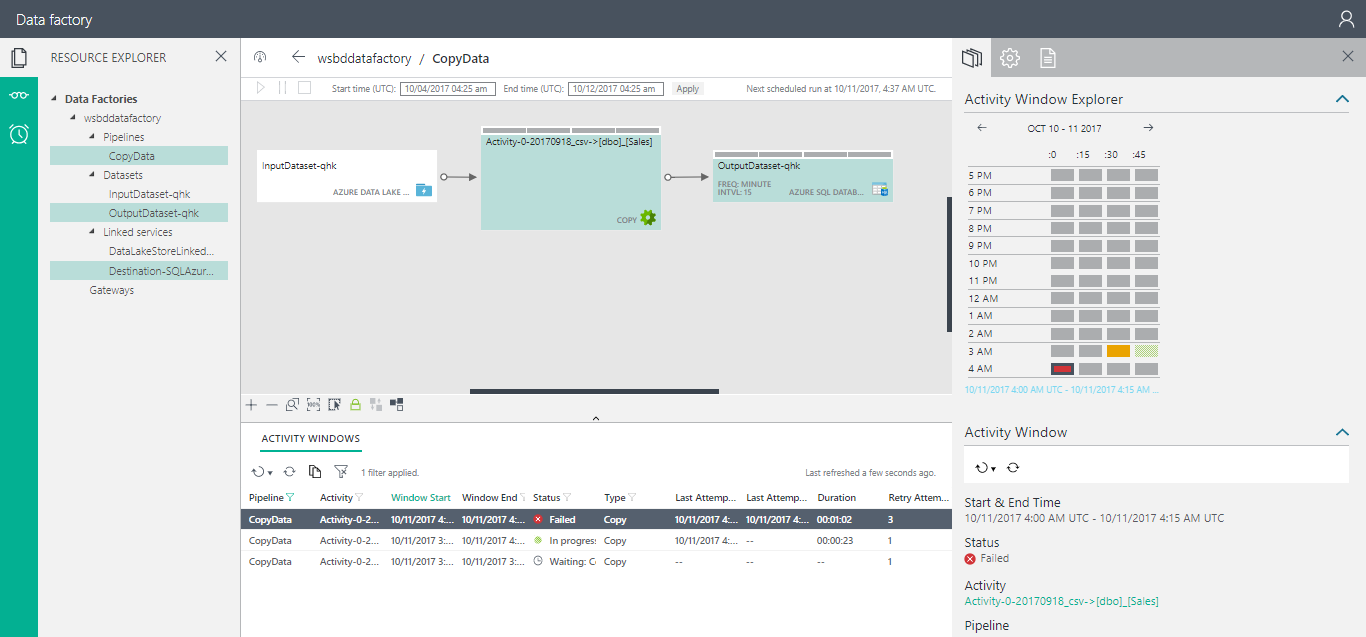 Data factory
RESOURCE EXPLORER
Data Factories
wsbddatafactory
Pipelines
CopyData
Datasets
InputDataset-qhk
OutputDataset-qhk
Linked services
DataLakeStoreLinked...
Destination-SQLAzur...
Gateways
wsbddatafactory / CopyData
Start time (UTC): 10/04/2017 04:25 am End time (UTC): 10/12/2017 04:25 am Apply Next scheduled run at 10/11/2017, 4:37 AM UTC.
InputDataset-qhk
AZURE DATA LAKE ...
Activity-0-20170918_csv->[dbo]_[Sales]
COPY
OutputDataset-qhk
FREQ: MINUTE
INTVL: 15 AZURE SQL DATAB...
100%
ACTIVITY WINDOWS
1 filter applied. Last refreshed a few seconds ago.
Pipeline Activity Window Start Window End Status Type Last Attemp... Last Attemp... Duration Retry Attem...
CopyData Activity-0-2... 10/11/2017 4:... 10/11/2017 4:... Failed Copy 10/11/2017 4:... 10/11/2017 4:... 00:01:02 3
CopyData Activity-0-2... 10/11/2017 3:... 10/11/2017 4:... In progress Copy 10/11/2017 4:... -- 00:00:23 1
CopyData Activity-0-2... 10/11/2017 3:... 10/11/2017 3:... Waiting: C Copy -- -- -- 1
Activity Window Explorer
OCT 10 - 11 2017
:0 :15 :30 :45
5 PM
6 PM
7 PM
8 PM
9 PM
10 PM
11 PM
12 AM
1 AM
2 AM
3 AM
4 AM
10/11/2017 4:00 AM UTC - 10/11/2017 4:15 AM ...
Activity Window
Start & End Time
10/11/2017 4:00 AM UTC - 10/11/2017 4:15 AM UTC
Status
Failed
Activity
Activity-0-20170918_csv->[dbo]_[Sales]
Pipeline